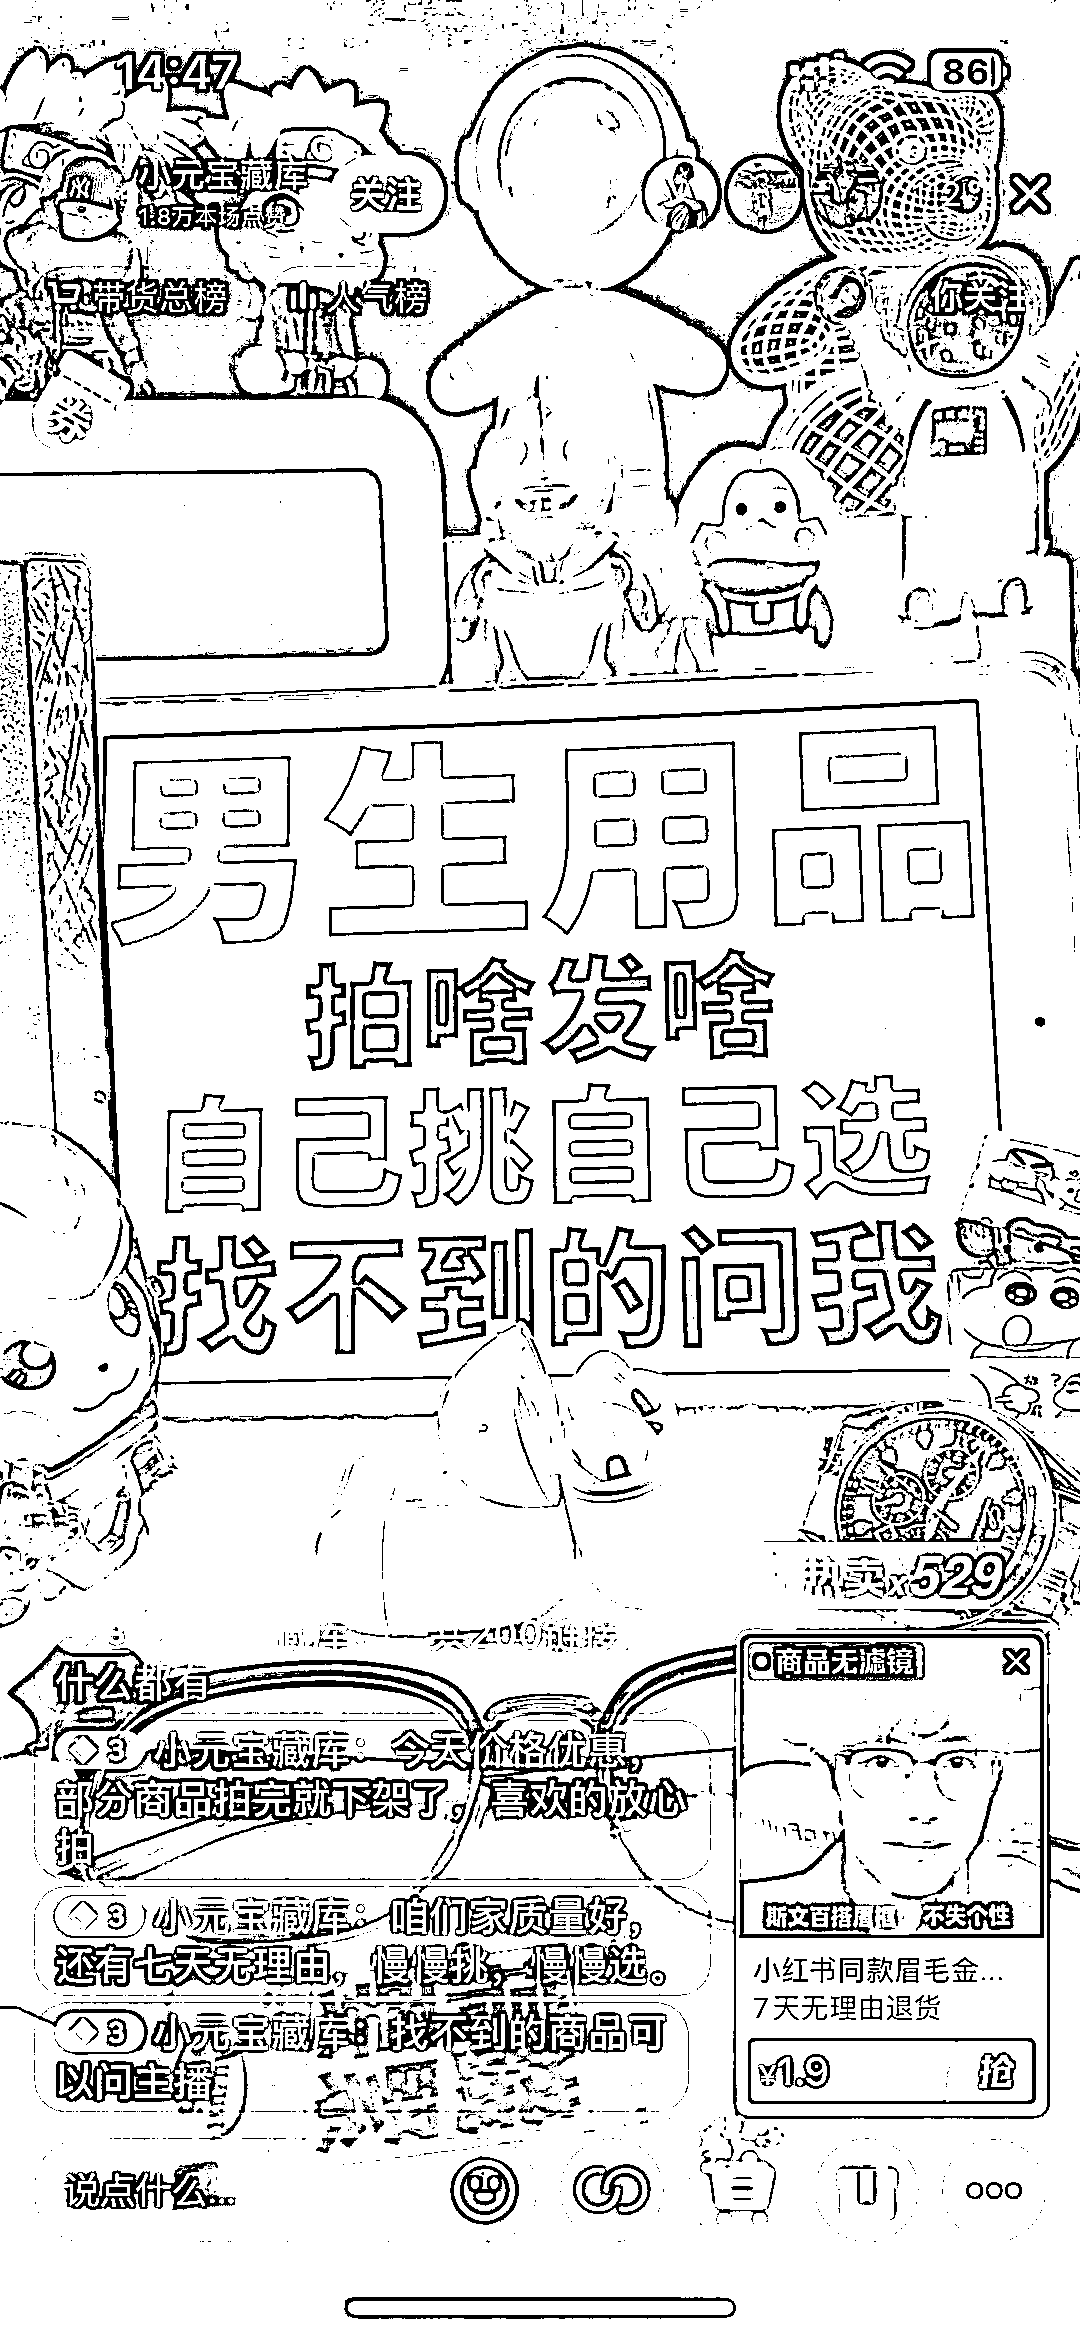 14:47
86
小元宝藏库
1.8万本场点赞
关注
29
带货总榜
人气榜
你关注
券
男生用品
拍啥发啥
自己挑自己选
找不到的问我
热卖x529
什么都有
3 小元宝藏库：今天价格优惠，
部分商品拍完就下架了。喜欢的放心
拍
3 小元宝藏库：咱们家质量好，
还有七天无理由，慢慢挑，慢慢选。
3 小元宝藏库：找不到的商品可
以问主播
商品无滤镜
斯文百搭眉框 不失个性
小红书同款眉毛金...
7天无理由退货
¥1.9
抢
说点什么...